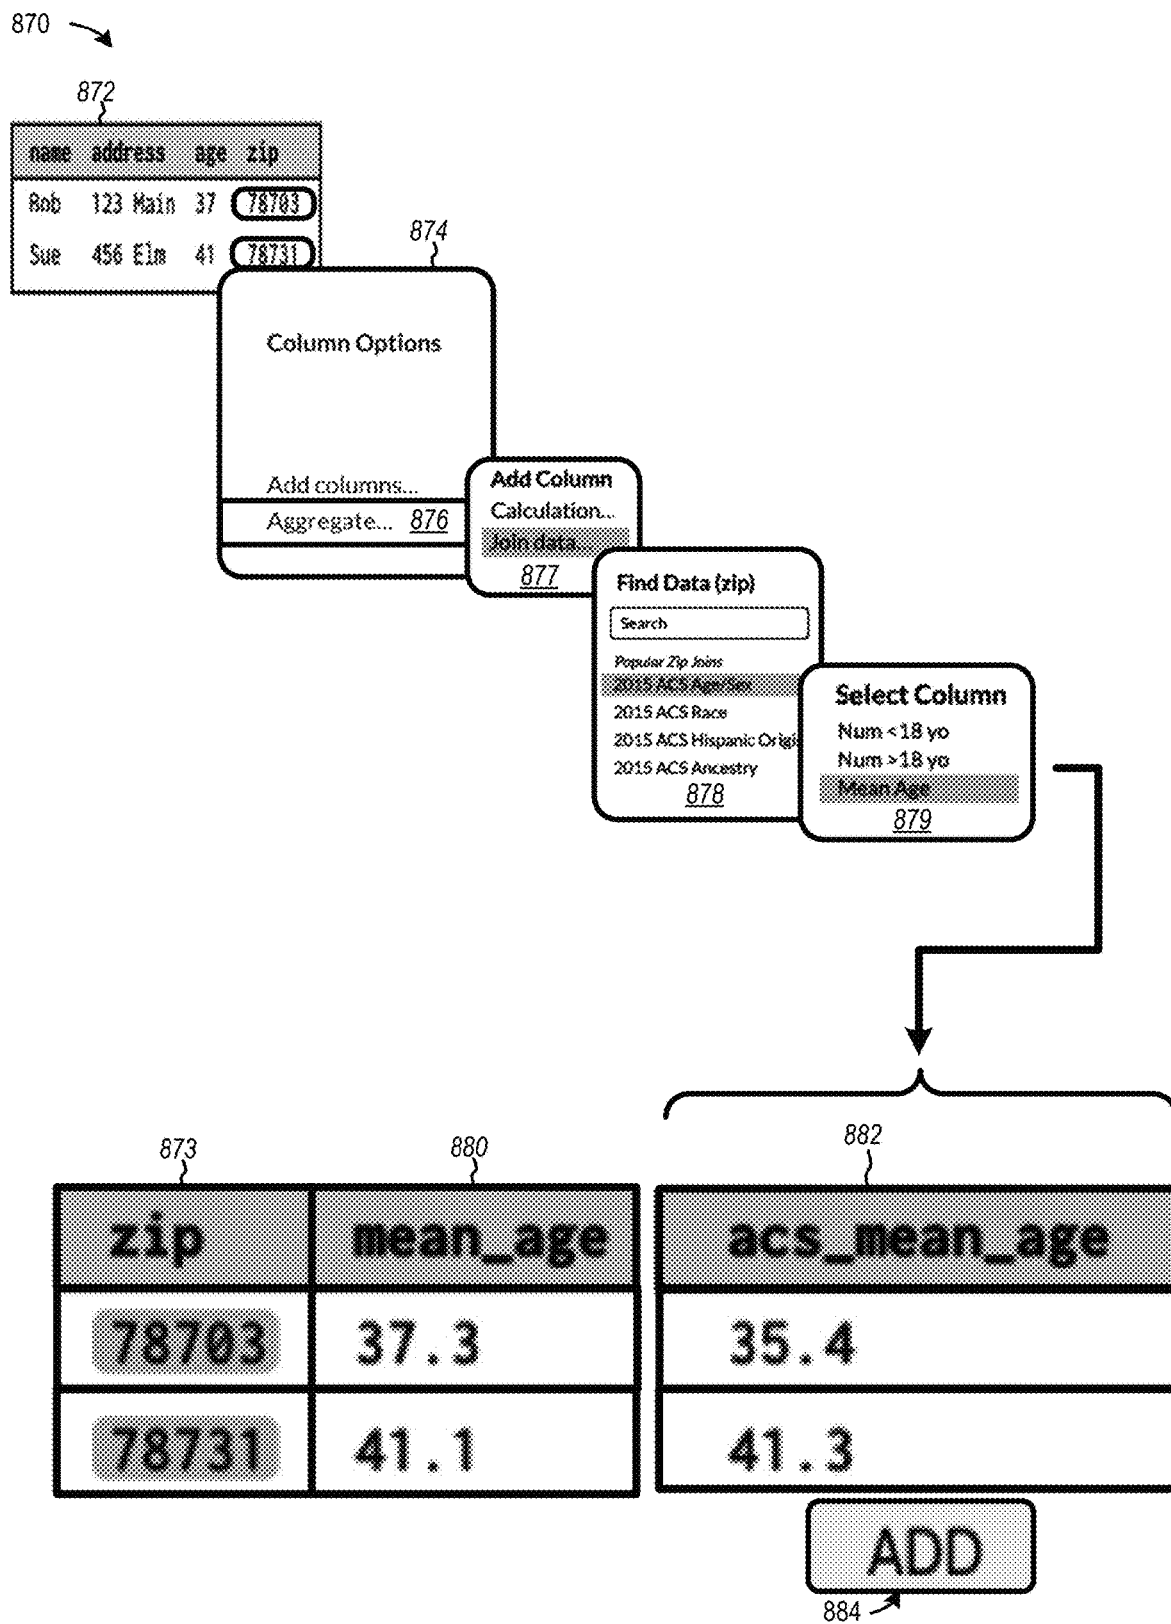 870
872
name address age zip
Rob 123 Main 37 78703
Sue 456 Elm 41 78731
874
Column Options
Add columns...
Aggregate... 876
Add Column
Calculation...
Join data...
877
Find Data (zip)
Search
Popular Zip Joins
2015 ACS Age/Sex
2015 ACS Race
2015 ACS Hispanic Origi
2015 ACS Ancestry
878
Select Column
Num <18 yo
Num >18 yo
Mean Age
879
873 880 882
zip mean_age acs_mean_age
78703 37.3 35.4
78731 41.1 41.3
ADD
884